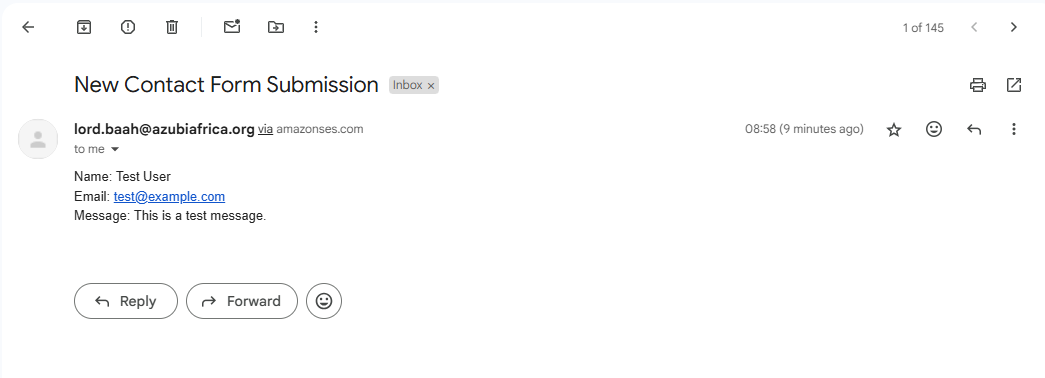 1 of 145
New Contact Form Submission Inbox ×
lord.baah@azubiafrica.org via amazonses.com 08:58 (9 minutes ago)
to me
Name: Test User
Email: test@example.com
Message: This is a test message.
Reply Forward